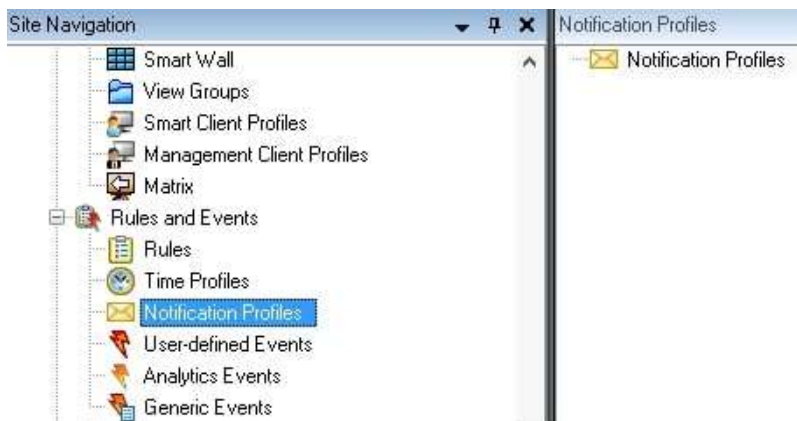 Site Navigation
Smart Wall
View Groups
Smart Client Profiles
Management Client Profiles
Matrix
Rules and Events
Rules
Time Profiles
Notification Profiles
User-defined Events
Analytics Events
Generic Events
Notification Profiles
Notification Profiles